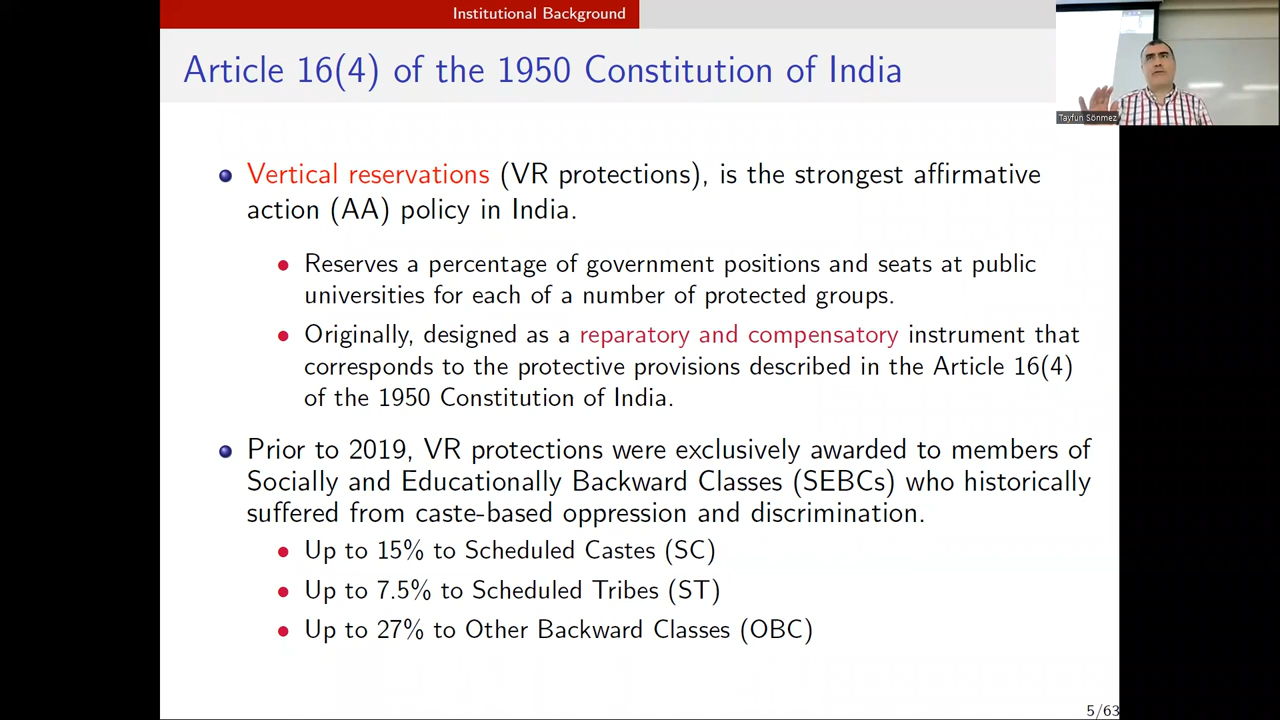 Institutional Background
Article 16(4) of the 1950 Constitution of India
Vertical reservations (VR protections), is the strongest affirmative
action (AA) policy in India.
Reserves a percentage of government positions and seats at public
universities for each of a number of protected groups.
Originally, designed as a reparatory and compensatory instrument that
corresponds to the protective provisions described in the Article 16(4)
of the 1950 Constitution of India.
Prior to 2019, VR protections were exclusively awarded to members of
Socially and Educationally Backward Classes (SEBCs) who historically
suffered from caste-based oppression and discrimination.
Up to 15% to Scheduled Castes (SC)
Up to 7.5% to Scheduled Tribes (ST)
Up to 27% to Other Backward Classes (OBC)
5/63
Tayfun Sönmez